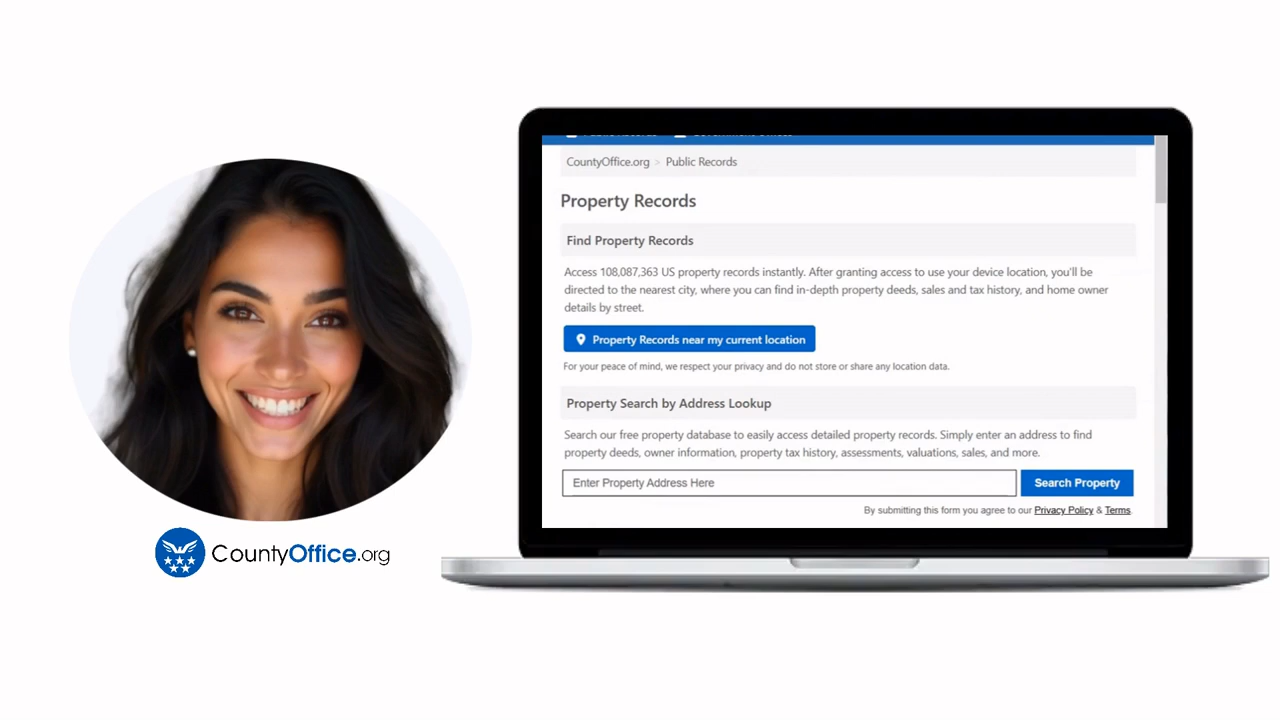 CountyOffice.org
Public Records Government Offices
CountyOffice.org > Public Records
Property Records
Find Property Records
Access 108,087,363 US property records instantly. After granting access to use your device location, you'll be
directed to the nearest city, where you can find in-depth property deeds, sales and tax history, and home owner
details by street.
Property Records near my current location
For your peace of mind, we respect your privacy and do not store or share any location data.
Property Search by Address Lookup
Search our free property database to easily access detailed property records. Simply enter an address to find
property deeds, owner information, property tax history, assessments, valuations, sales, and more.
Enter Property Address Here
Search Property
By submitting this form you agree to our Privacy Policy & Terms.